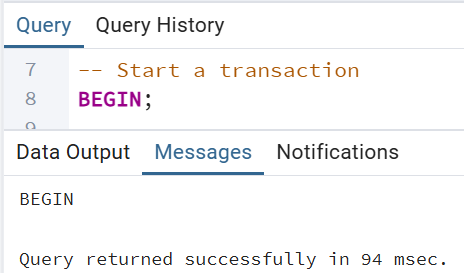 Query Query History
7 -- Start a transaction
8 BEGIN;
9
Data Output Messages Notifications
BEGIN
Query returned successfully in 94 msec.